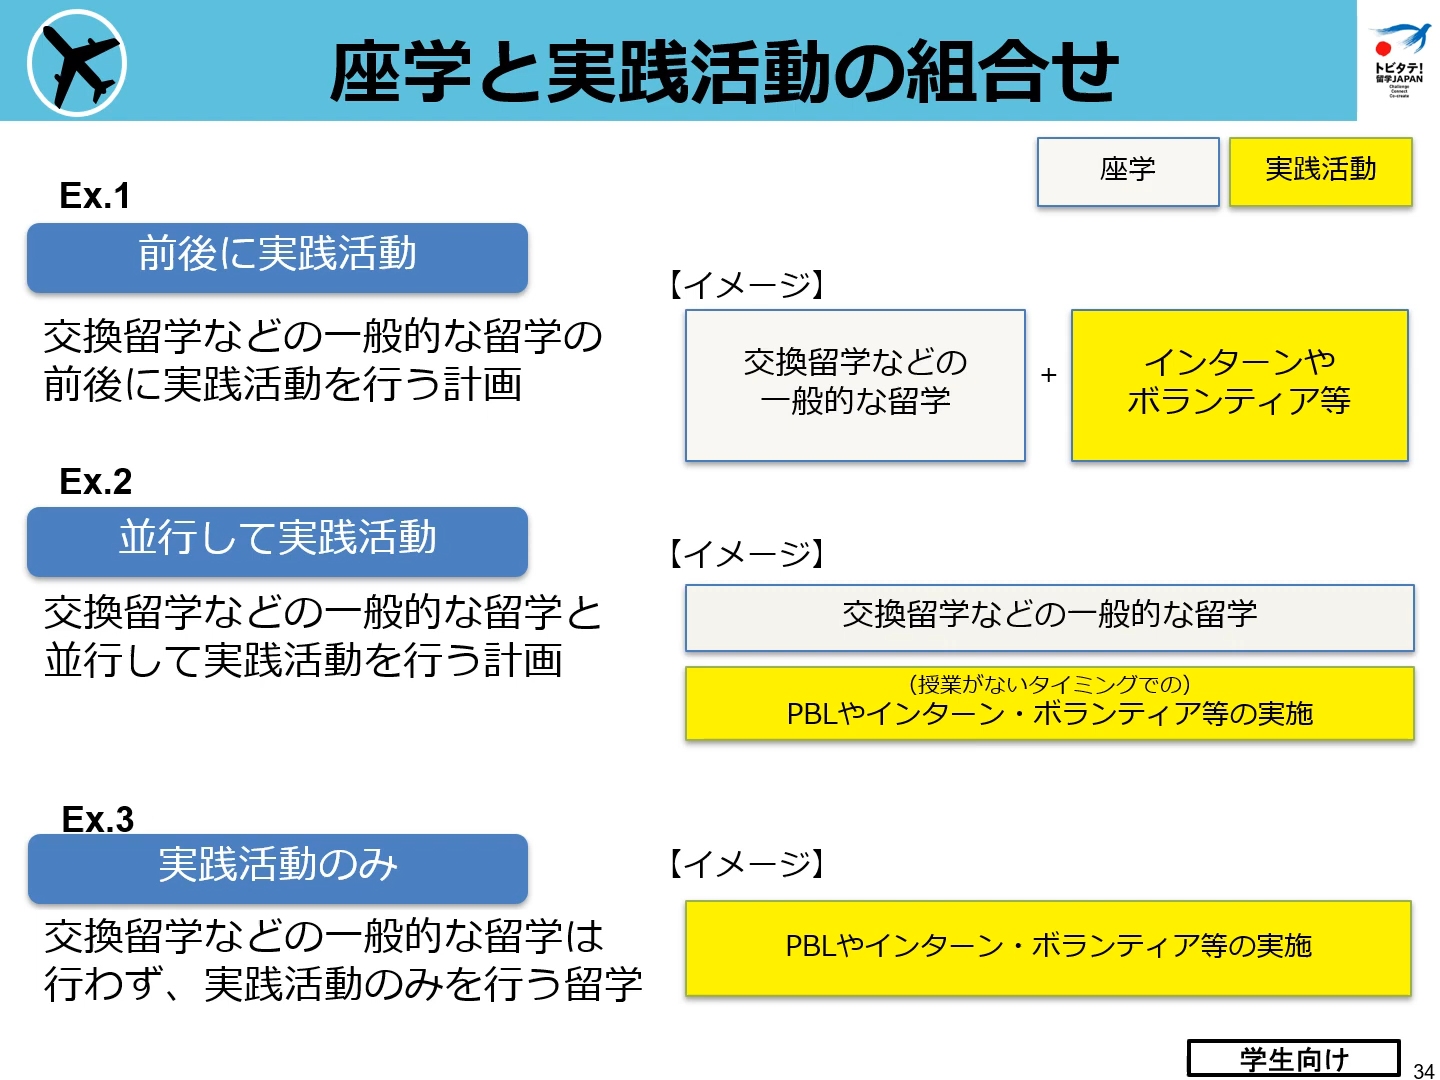 座学と実践活動の組合せ
トビタテ!
留学JAPAN
Challenge
Connect
Co-create
座学
実践活動
Ex.1
前後に実践活動
交換留学などの一般的な留学の
前後に実践活動を行う計画
【イメージ】
交換留学などの
一般的な留学
+
インターンや
ボランティア等
Ex.2
並行して実践活動
交換留学などの一般的な留学と
並行して実践活動を行う計画
【イメージ】
交換留学などの一般的な留学
（授業がないタイミングでの）
PBLやインターン・ボランティア等の実施
Ex.3
実践活動のみ
交換留学などの一般的な留学は
行わず、実践活動のみを行う留学
【イメージ】
PBLやインターン・ボランティア等の実施
学生向け
34